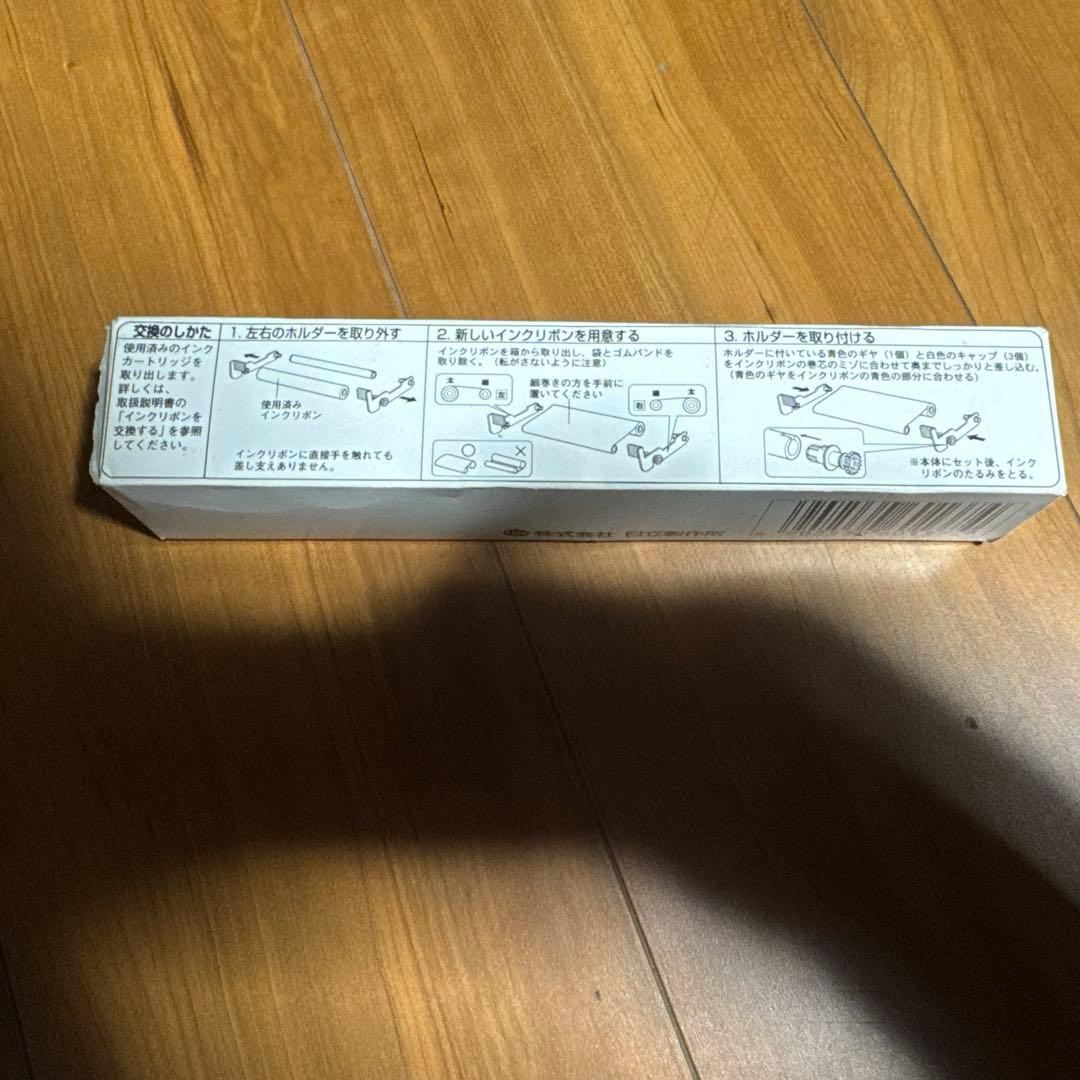 交換のしかた
使用済みのインク
カートリッジを
取り出します。
詳しくは、
取扱説明書の
「インクリボンを
交換する」を参照
してください。
1. 左右のホルダーを取り外す
使用済み
インクリボン
インクリボンに直接手を触れても
差し支えありません。
2. 新しいインクリボンを用意する
インクリボンを箱から取り出し、袋とゴムバンドを
取り除く。（転がさないように注意）
太 細
左
細巻きの方を手前に
置いてください
細 太
右
3. ホルダーを取り付ける
ホルダーに付いている青色のギヤ（1個）と白色のキャップ（3個）
をインクリボンの巻芯のミゾに合わせて奥までしっかりと差し込む。
（青色のギヤをインクリボンの青色の部分に合わせる）
※本体にセット後、インク
リボンのたるみをとる。
株式会社 日立製作所